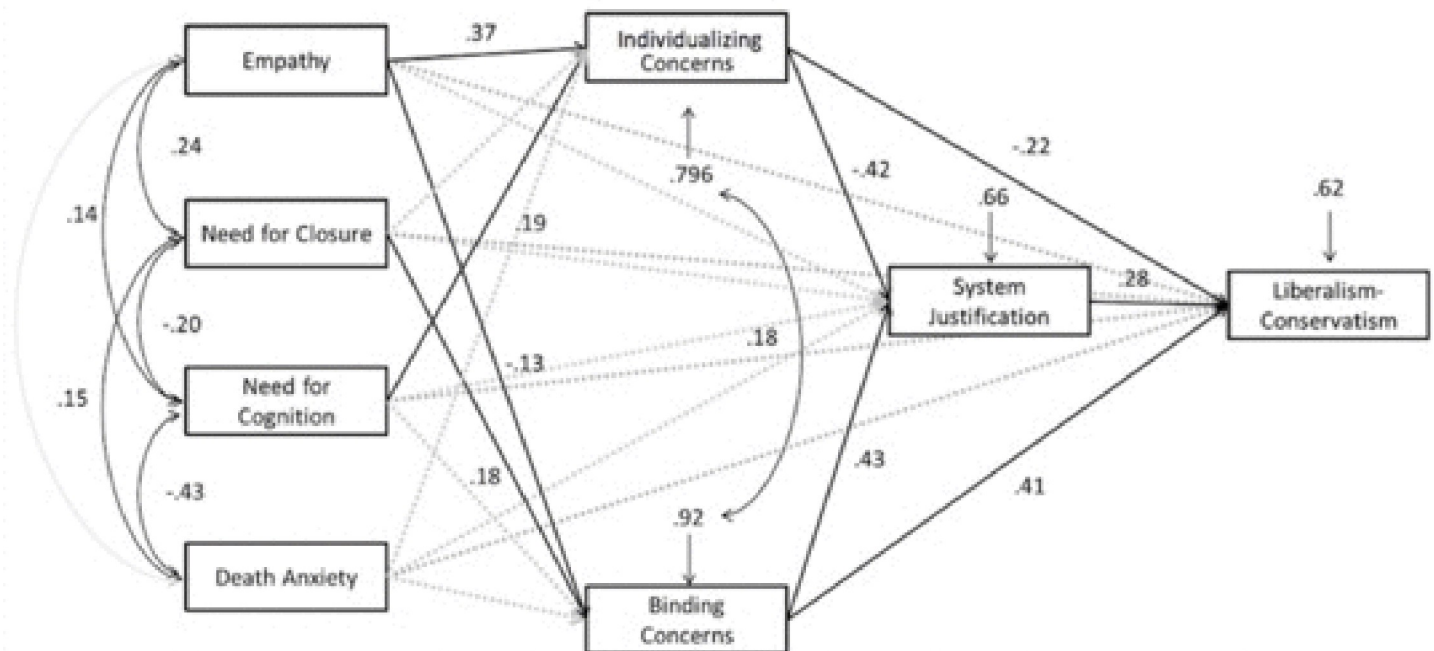 Empathy
.37
Individualizing
Concerns
.24
-.22
-.42
.796
.62
.66
.14
Need for Closure
.19
System
Justification
.28
Liberalism-
Conservatism
-.20
.18
-.13
Need for
Cognition
.15
.43
.18
-.43
.41
.92
Death Anxiety
Binding
Concerns